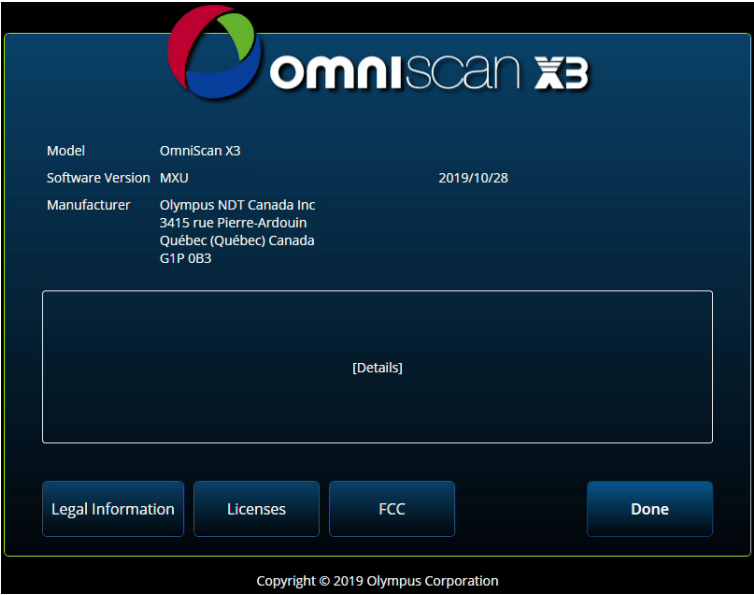 omniscan X3
Model OmniScan X3
Software Version MXU 2019/10/28
Manufacturer Olympus NDT Canada Inc
3415 rue Pierre-Ardouin
Québec (Québec) Canada
G1P 0B3
[Details]
Legal Information Licenses FCC Done
Copyright © 2019 Olympus Corporation